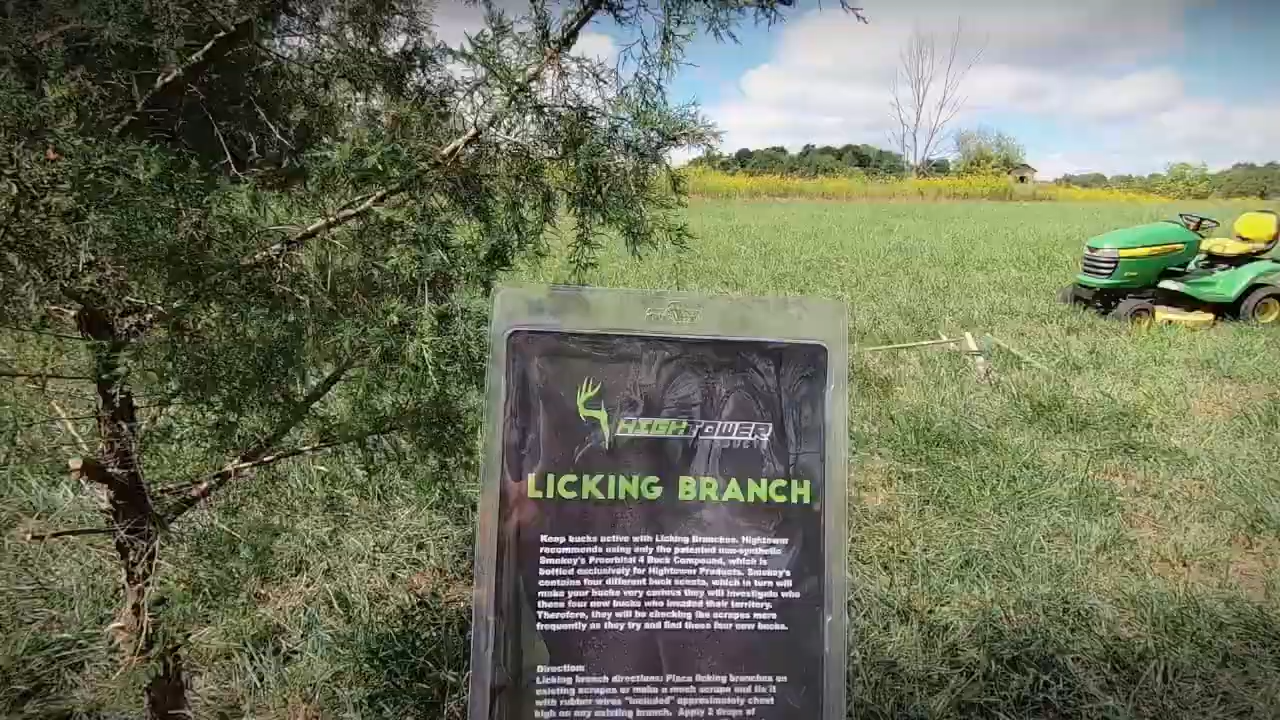 HIGHTOWER
PRODUCTS
LICKING BRANCH
Keep bucks active with Licking Branches. Hightower
recommends using only the patented non-synthetic
Smokey's Preorbital 4 Buck Compound, which is
bottled exclusively for Hightower Products. Smokey's
contains four different buck scents, which in turn will
make your bucks very curious they will investigate who
these four new bucks who invaded their territory.
Therefore, they will be checking the scrapes more
frequently as they try and find these four new bucks.
Direction:
Licking branch directions: Place licking branches on
existing scrapes or make a mock scrape and tie it
with rubber wires "included" approximately chest
high on any existing branch. Apply 2 drops of